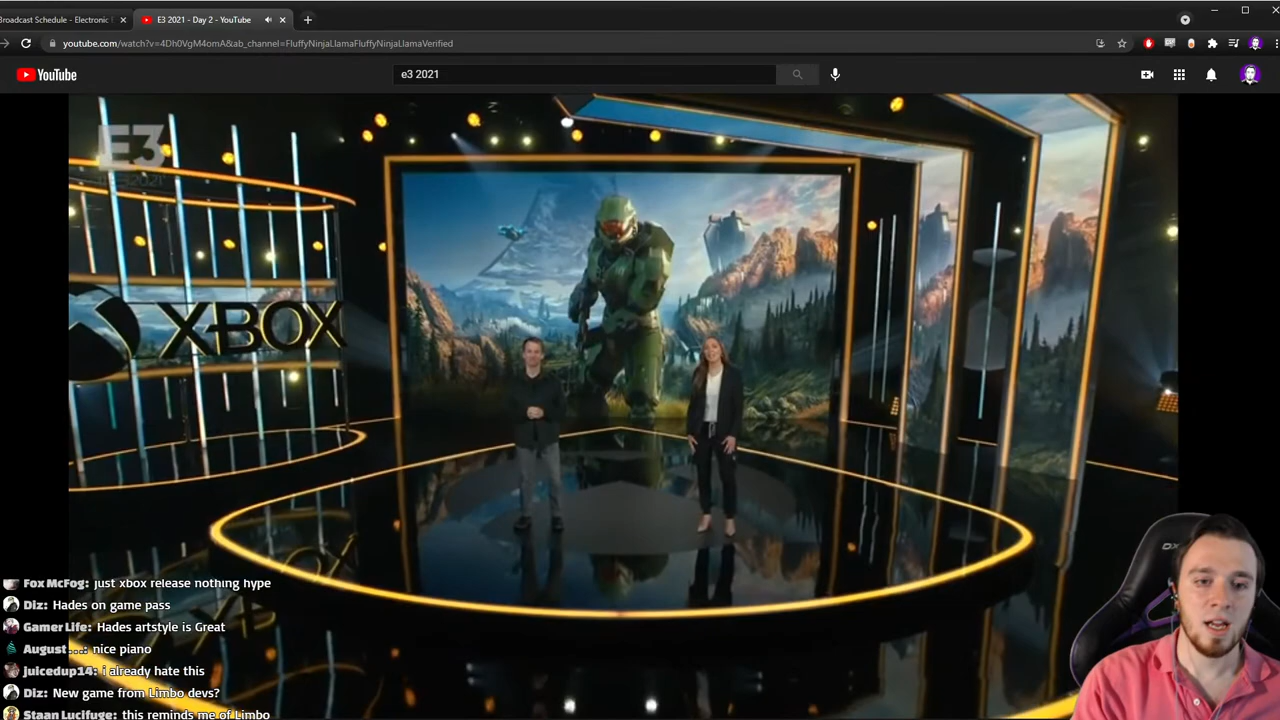 Broadcast Schedule - Electronic E
E3 2021 - Day 2 - YouTube
youtube.com/watch?v=4Dh0VgM4omA&ab_channel=FluffyNinjaLlamaFluffyNinjaLlamaVerified
YouTube
e3 2021
E3
2021
XBOX
Fox McFog: just xbox release nothing hype
Diz: Hades on game pass
Gamer Life: Hades artstyle is Great
August ...: nice piano
juicedup14: i already hate this
Diz: New game from Limbo devs?
Staan Lucifuge: this reminds me of Limbo